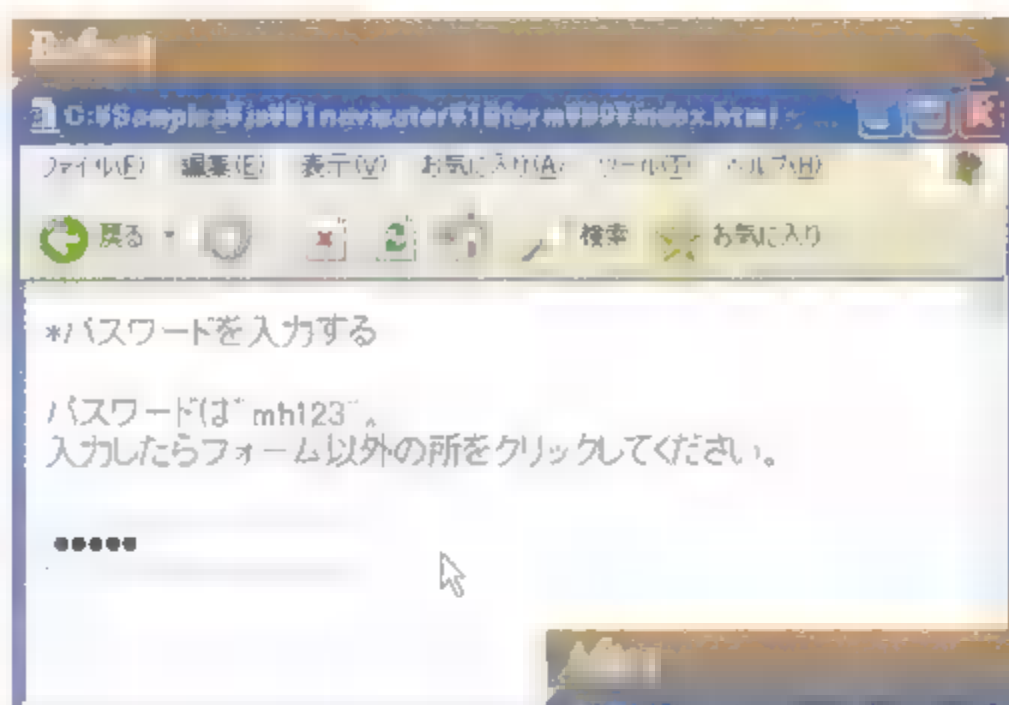 Before
ファイル(F) 編集(E) 表示(V) お気に入り(A) ツール(T) ヘルプ(H)
戻る 検索 お気に入り
*パスワードを入力する
パスワードは"mh123"。
入力したらフォーム以外の所をクリックしてください。
●●●●●